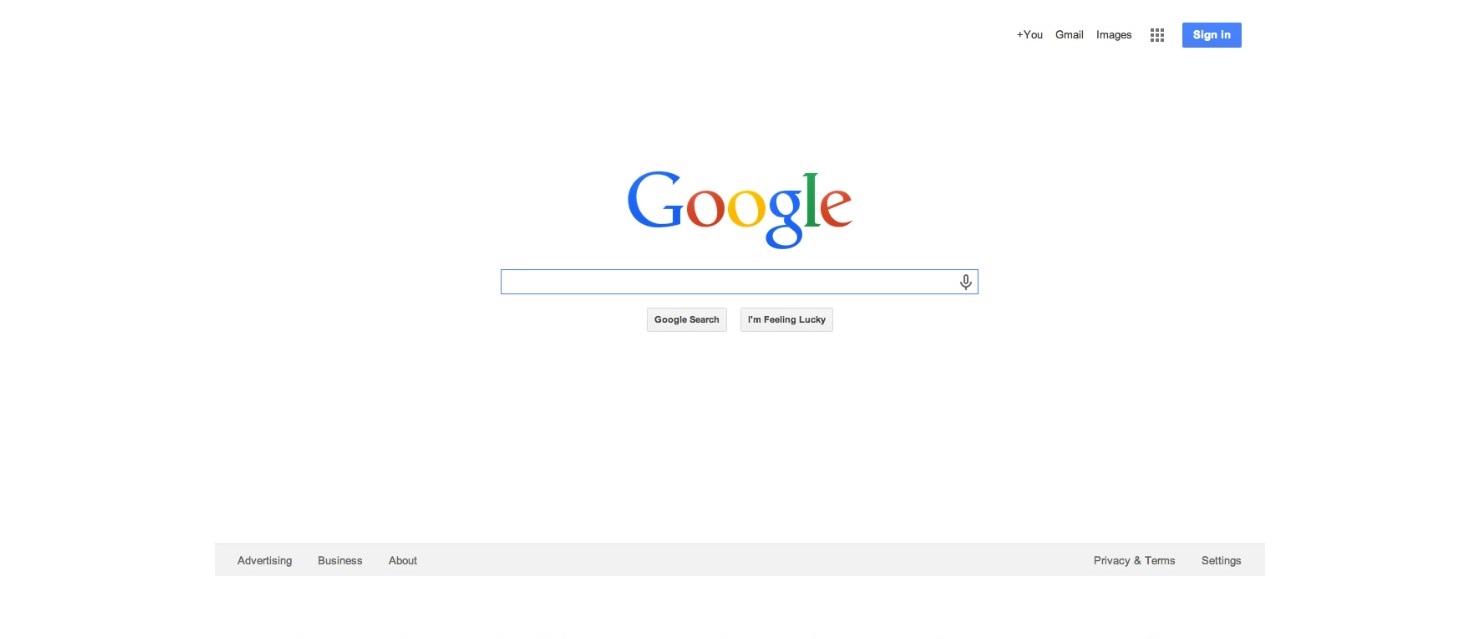 +You Gmail Images Sign in
Google
Google Search I'm Feeling Lucky
Advertising Business About Privacy & Terms Settings